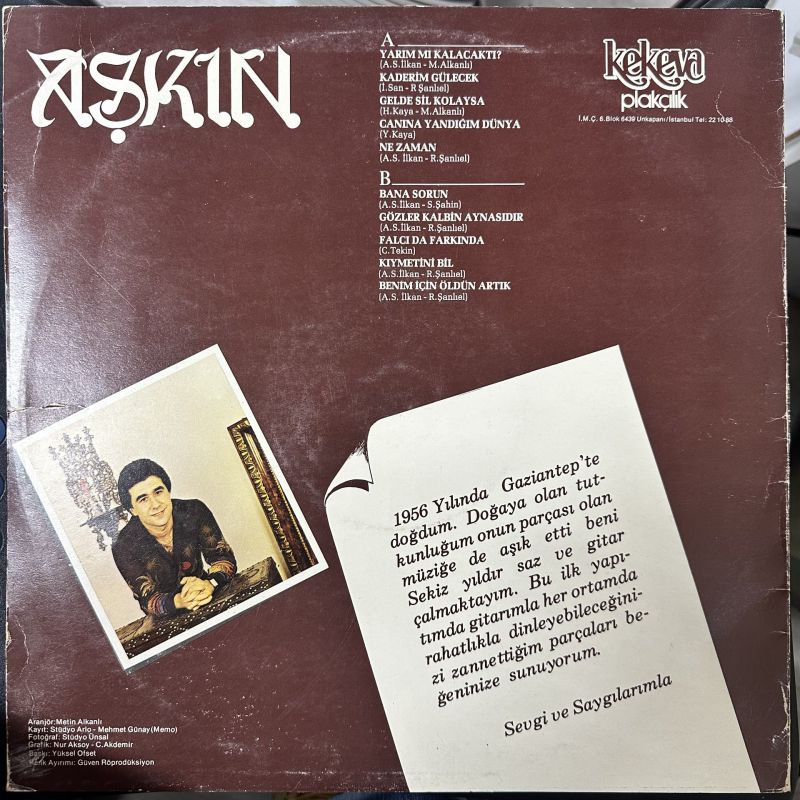 AŞKIN
A
YARIM MI KALACAKTI?
(A.S.İlkan - M.Alkanlı)
KADERİM GÜLECEK
(İ.San - R Şanlıel)
GELDE SİL KOLAYSA
(H.Kaya - M.Alkanlı)
CANINA YANDIĞIM DÜNYA
(Y.Kaya)
NE ZAMAN
(A.S. İlkan - R.Şanlıel)
B
BANA SORUN
(A.S.İlkan - S.Şahin)
GÖZLER KALBİN AYNASIDIR
(A.S.İlkan - R.Şanlıel)
FALCI DA FARKINDA
(C.Tekin)
KIYMETİNİ BİL
(A.S.İlkan - R.Şanlıel)
BENİM İÇİN ÖLDÜN ARTIK
(A.S. İlkan - R.Şanlıel)
kekeva
plakçılık
İ.M.Ç. 6.Blok 6439 Unkapanı/İstanbul Tel: 22 10 88
1956 Yılında Gaziantep'te
doğdum. Doğaya olan tut-
kunluğum onun parçası olan
müziğe de aşık etti beni
Sekiz yıldır saz ve gitar
çalmaktayım. Bu ilk yapı-
tımda gitarımla her ortamda
rahatlıkla dinleyebileceğini-
zi zannettiğim parçaları be-
ğeninize sunuyorum.
Sevgi ve Saygılarımla
Aranjör: Metin Alkanlı
Kayıt: Stüdyo Arlo - Mehmet Günay (Memo)
Fotoğraf: Stüdyo Ünsal
Grafik: Nur Aksoy - C.Akdemir
Baskı: Yüksel Ofset
Renk Ayırımı: Güven Röprodüksiyon